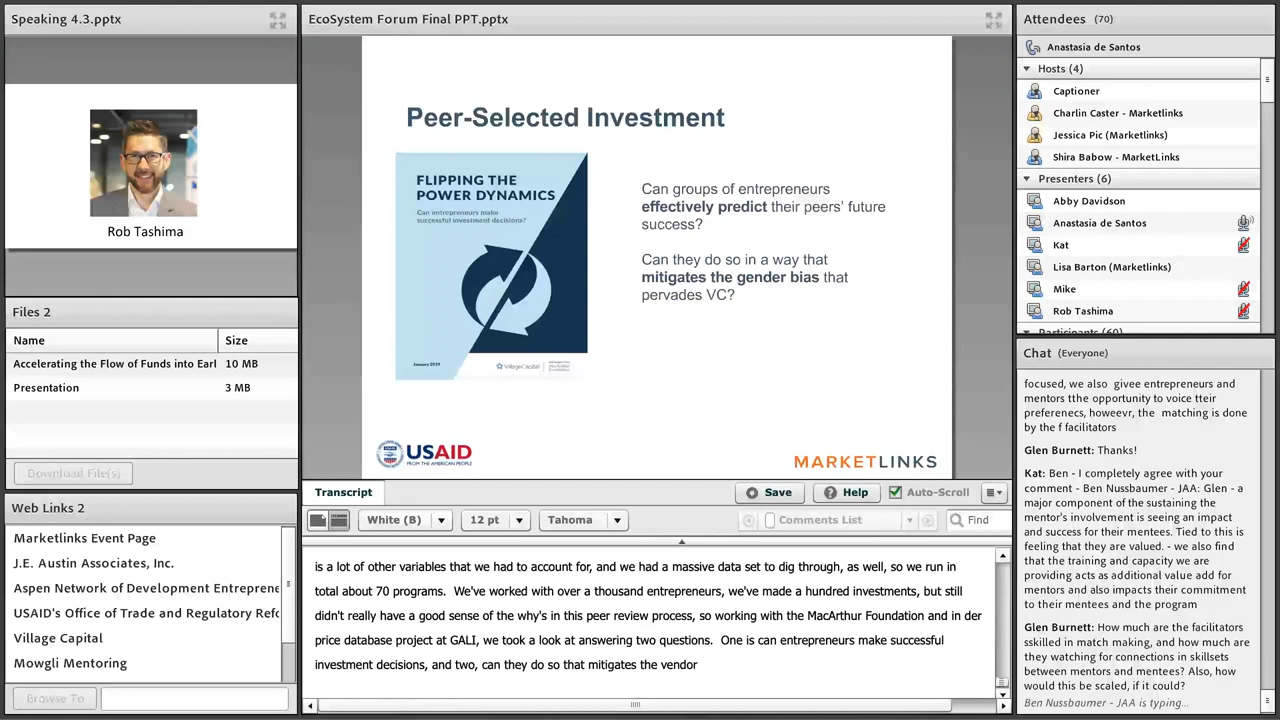 Speaking 4.3.pptx
Rob Tashima
Files 2
Name Size
Accelerating the Flow of Funds into Earl 10 MB
Presentation 3 MB
Download File(s)
Web Links 2
Marketlinks Event Page
J.E. Austin Associates, Inc.
Aspen Network of Development Entreprene
USAID's Office of Trade and Regulatory Refo
Village Capital
Mowgli Mentoring
Browse To
EcoSystem Forum Final PPT.pptx
Peer-Selected Investment
FLIPPING THE
POWER DYNAMICS
Can entrepreneurs make
successful investment decisions?
January 2019
VillageCapital
Can groups of entrepreneurs
effectively predict their peers' future
success?
Can they do so in a way that
mitigates the gender bias that
pervades VC?
USAID
FROM THE AMERICAN PEOPLE
MARKETLINKS
Transcript Save Help Auto-Scroll
White (B) 12 pt Tahoma Comments List Find
is a lot of other variables that we had to account for, and we had a massive data set to dig through, as well, so we run in
total about 70 programs. We've worked with over a thousand entrepreneurs, we've made a hundred investments, but still
didn't really have a good sense of the why's in this peer review process, so working with the MacArthur Foundation and in der
price database project at GALI, we took a look at answering two questions. One is can entrepreneurs make successful
investment decisions, and two, can they do so that mitigates the vendor
Attendees (70)
Anastasia de Santos
Hosts (4)
Captioner
Charlin Caster - Marketlinks
Jessica Pic (Marketlinks)
Shira Babow - MarketLinks
Presenters (6)
Abby Davidson
Anastasia de Santos
Kat
Lisa Barton (Marketlinks)
Mike
Rob Tashima
Participants (60)
Chat (Everyone)
focused, we also givee entrepreneurs and
mentors tthe opportunity to voice tteir
preferenecs, howeevr, the matching is done
by the f facilitators
Glen Burnett: Thanks!
Kat: Ben - I completely agree with your
comment - Ben Nussbaumer - JAA: Glen - a
major component of the sustaining the
mentor's involvement is seeing an impact
and success for their mentees. Tied to this is
feeling that they are valued. - we also find
that the training and capacity we are
providing acts as additional value add for
mentors and also impacts their commitment
to their mentees and the program
Glen Burnett: How much are the facilitators
sskilled in match making, and how much are
they watching for connections in skillsets
between mentors and mentees? Also, how
would this be scaled, if it could?
Ben Nussbaumer - JAA is typing...